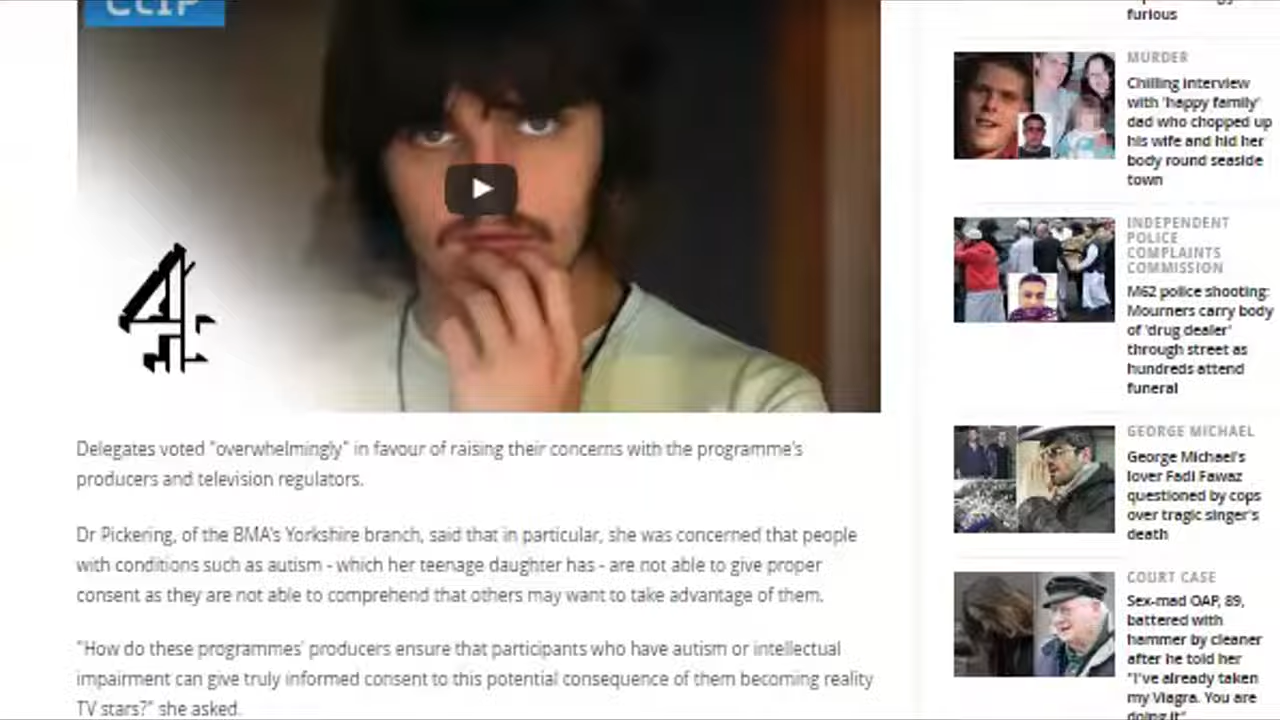 CLIP
4
Delegates voted "overwhelmingly" in favour of raising their concerns with the programme's
producers and television regulators.
Dr Pickering, of the BMA's Yorkshire branch, said that in particular, she was concerned that people
with conditions such as autism - which her teenage daughter has - are not able to give proper
consent as they are not able to comprehend that others may want to take advantage of them.
"How do these programmes' producers ensure that participants who have autism or intellectual
impairment can give truly informed consent to this potential consequence of them becoming reality
TV stars?" she asked.
furious
MURDER
Chilling interview
with 'happy family'
dad who chopped up
his wife and hid her
body round seaside
town
INDEPENDENT
POLICE
COMPLAINTS
COMMISSION
M62 police shooting:
Mourners carry body
of 'drug dealer'
through street as
hundreds attend
funeral
GEORGE MICHAEL
George Michael's
lover Fadi Fawaz
questioned by cops
over tragic singer's
death
COURT CASE
Sex-mad OAP, 89,
battered with
hammer by cleaner
after he told her
"I've already taken
my Viagra. You are
doing it"